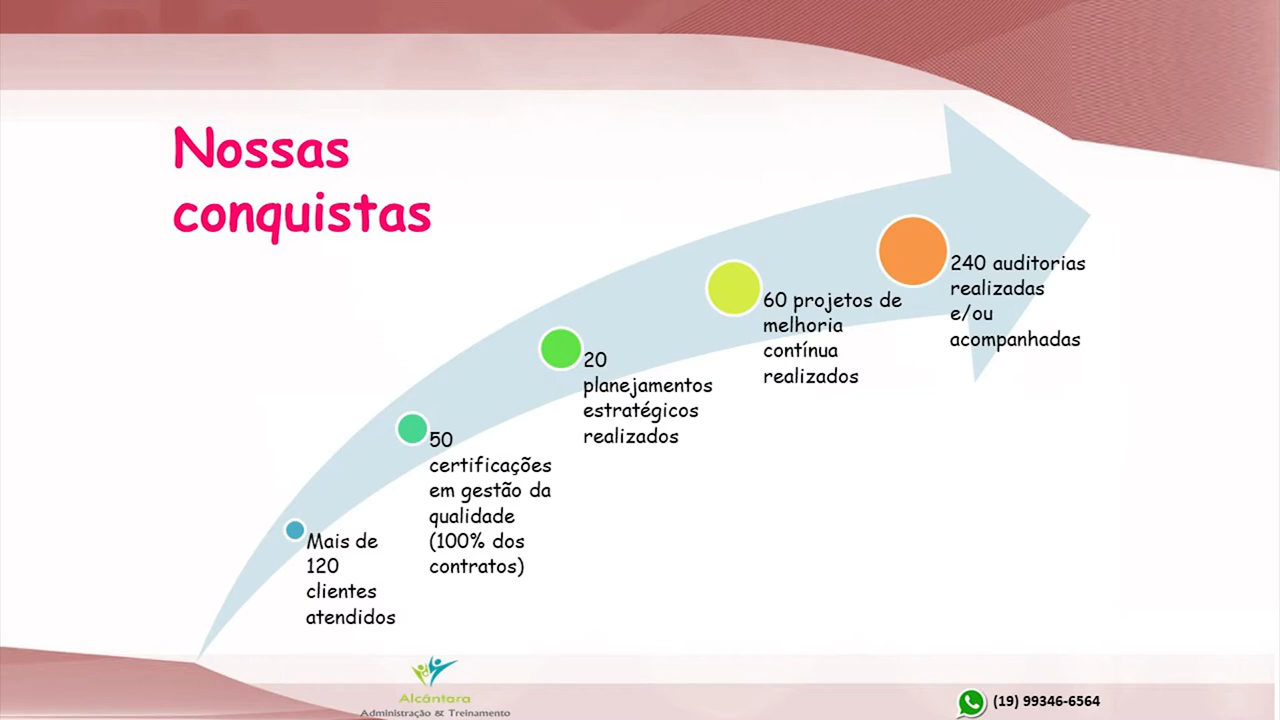 Nossas
conquistas
Mais de
120
clientes
atendidos
50
certificações
em gestão da
qualidade
(100% dos
contratos)
20
planejamentos
estratégicos
realizados
60 projetos de
melhoria
contínua
realizados
240 auditorias
realizadas
e/ou
acompanhadas
Alcântara
Administração & Treinamento
(19) 99346-6564